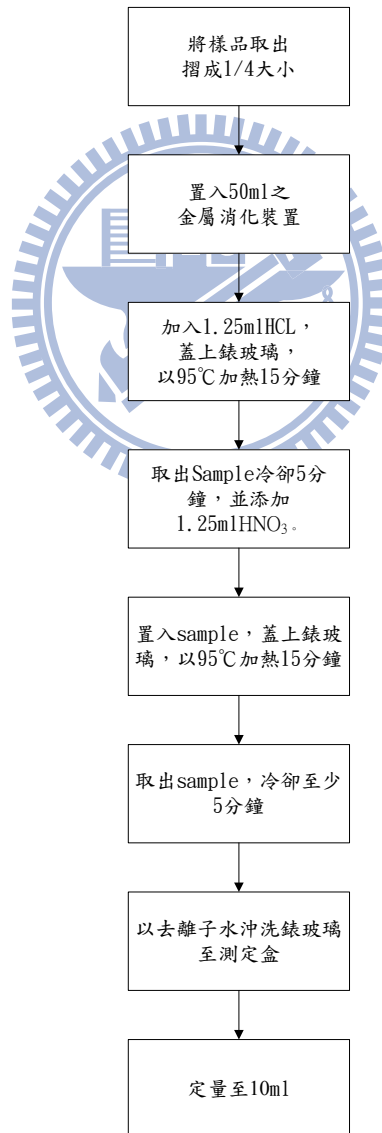 將樣品取出
摺成1/4大小
置入50ml之
金屬消化裝置
加入1.25mlHCL，
蓋上錶玻璃，
以95℃加熱15分鐘
取出Sample冷卻5分
鐘，並添加
1.25mlHNO₃。
置入sample，蓋上錶玻
璃，以95℃加熱15分鐘
取出sample，冷卻至少
5分鐘
以去離子水沖洗錶玻璃
至測定盒
定量至10ml